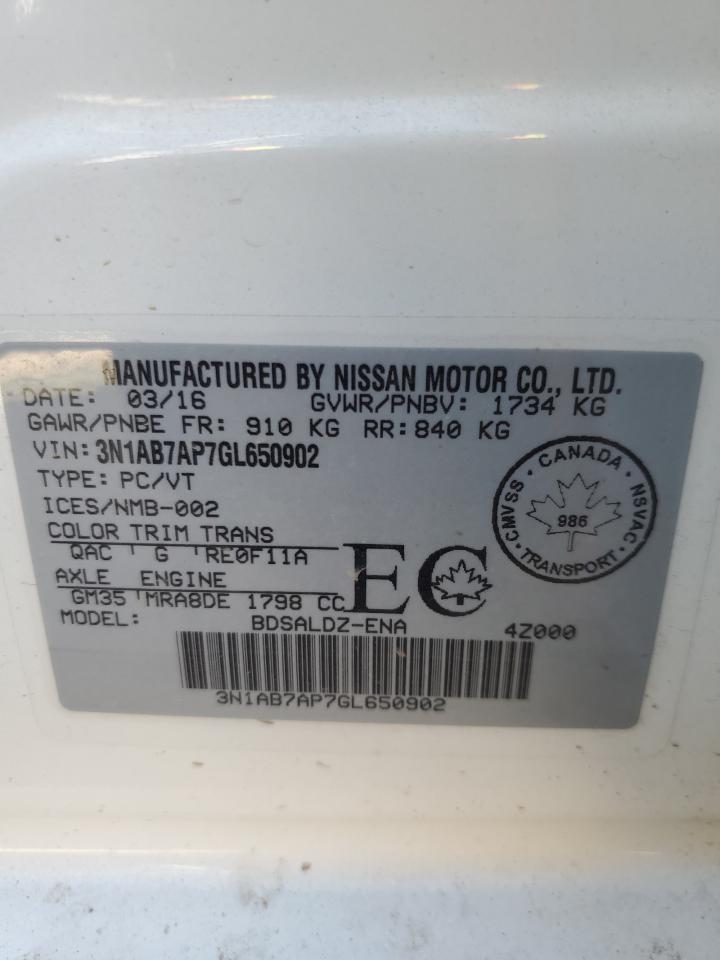 MANUFACTURED BY NISSAN MOTOR CO., LTD.
DATE: 03/16 GVWR/PNBV: 1734 KG
GAWR/PNBE FR: 910 KG RR: 840 KG
VIN: 3N1AB7AP7GL650902
TYPE: PC/VT
ICES/NMB-002
COLOR TRIM TRANS
QAC G RE0F11A
AXLE ENGINE
GM35 MRA8DE 1798 CC
EC
MODEL: BDSALDZ-ENA 4Z000
3N1AB7AP7GL650902
CMVSS · CANADA · NSVAC
986
· TRANSPORT ·